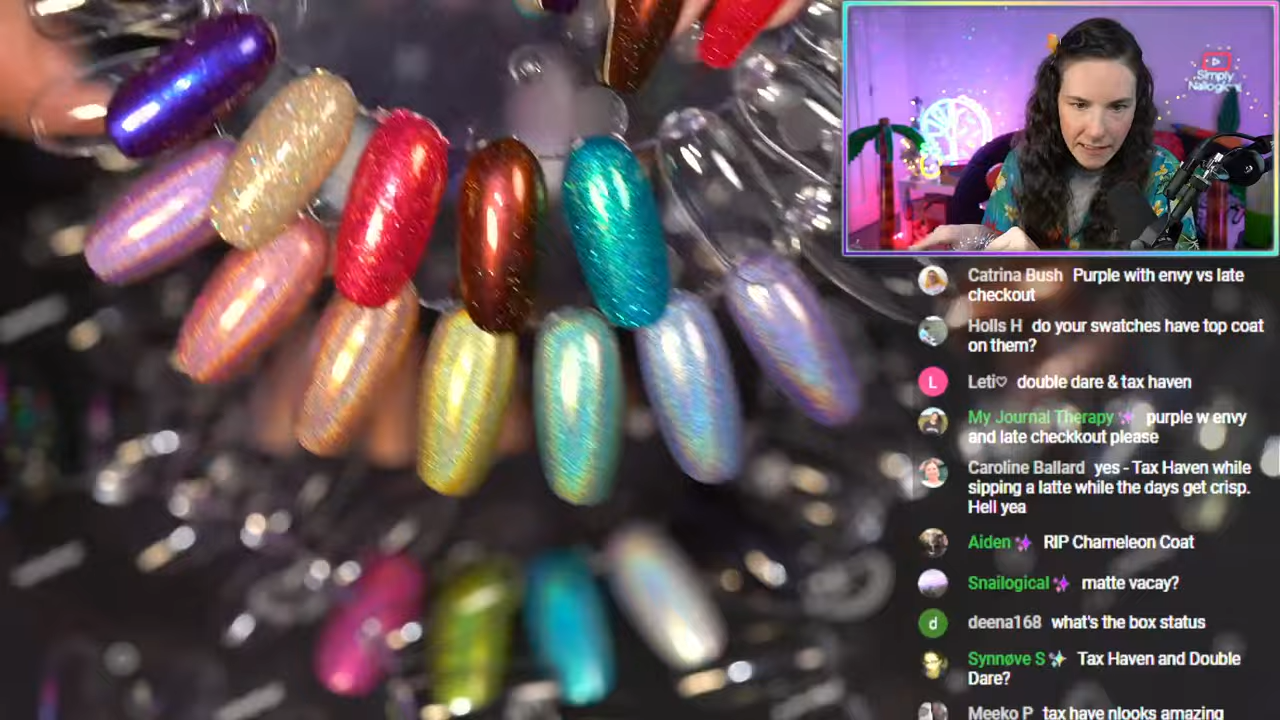 Simply
Nailogical
Catrina Bush Purple with envy vs late
checkout
Holls H do your swatches have top coat
on them?
L
Leti♡ double dare & tax haven
My Journal Therapy purple w envy
and late checkkout please
Caroline Ballard yes - Tax Haven while
sipping a latte while the days get crisp.
Hell yea
Aiden RIP Chameleon Coat
Snailogical matte vacay?
d
deena168 what's the box status
Synnøve S Tax Haven and Double
Dare?
Meeko P tax have nlooks amazing